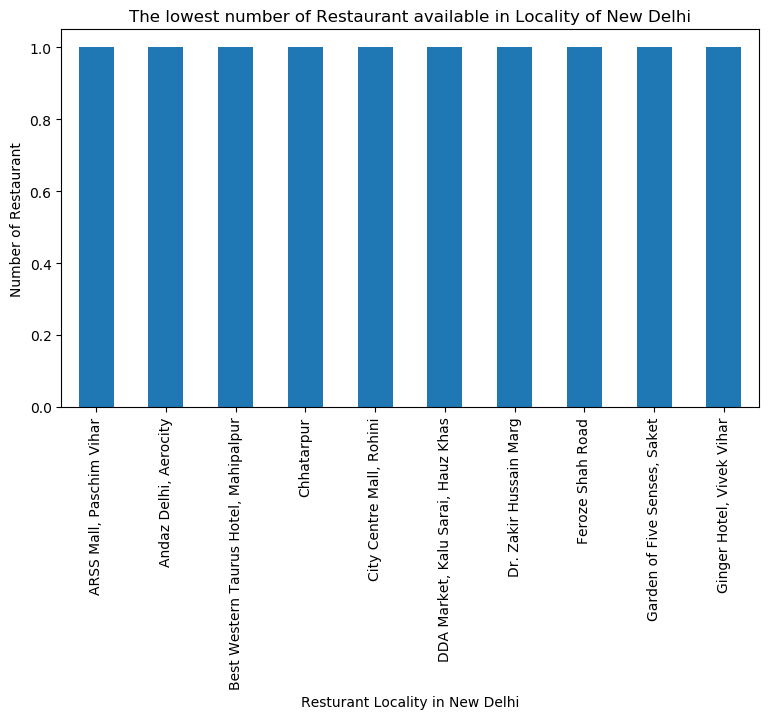 The lowest number of Restaurant available in Locality of New Delhi
Number of Restaurant
1.0
0.8
0.6
0.4
0.2
0.0
ARSS Mall, Paschim Vihar
Andaz Delhi, Aerocity
Best Western Taurus Hotel, Mahipalpur
Chhatarpur
City Centre Mall, Rohini
DDA Market, Kalu Sarai, Hauz Khas
Dr. Zakir Hussain Marg
Feroze Shah Road
Garden of Five Senses, Saket
Ginger Hotel, Vivek Vihar
Resturant Locality in New Delhi